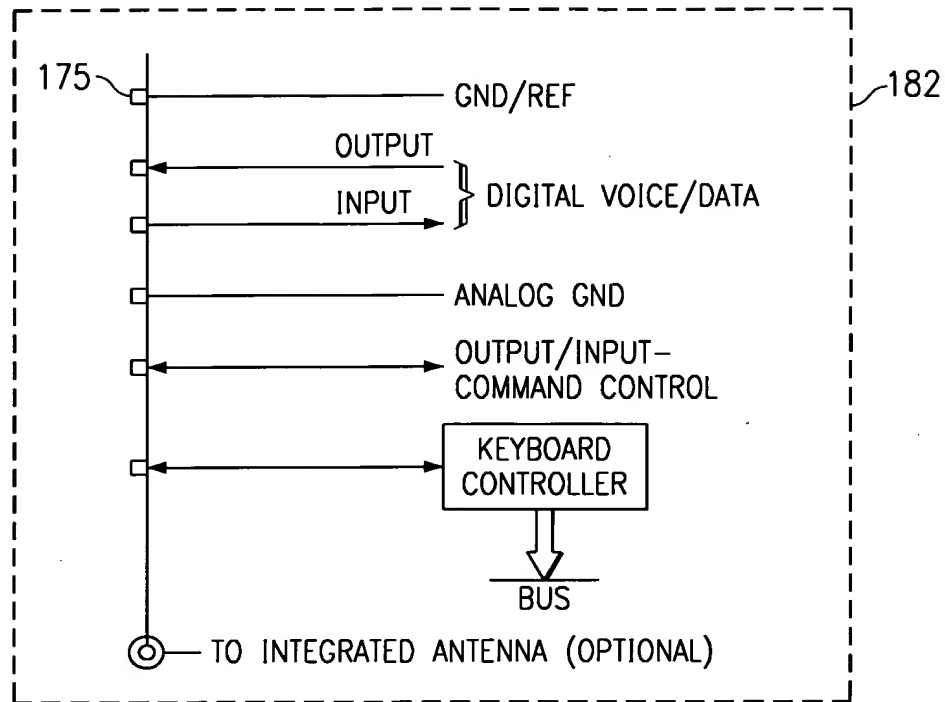 175
182
GND/REF
OUTPUT
INPUT
DIGITAL VOICE/DATA
ANALOG GND
OUTPUT/INPUT-
COMMAND CONTROL
KEYBOARD
CONTROLLER
BUS
TO INTEGRATED ANTENNA (OPTIONAL)